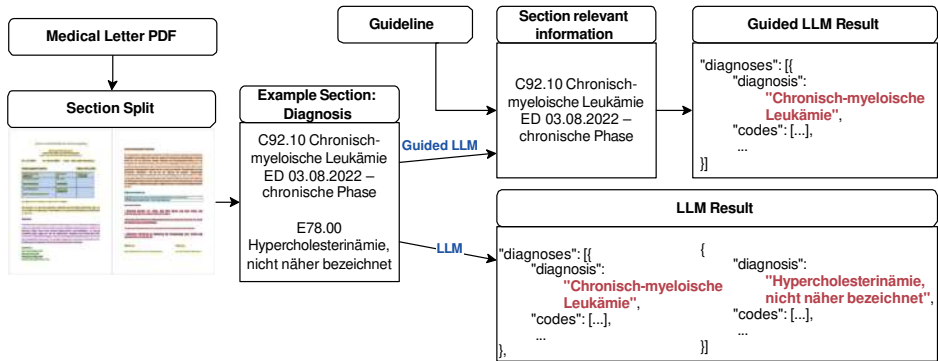 Medical Letter PDF
Section Split
Example Section:
Diagnosis
C92.10 Chronisch-
myeloische Leukämie
ED 03.08.2022 –
chronische Phase
E78.00
Hypercholesterinämie,
nicht näher bezeichnet
Guideline
Guided LLM
LLM
Section relevant
information
C92.10 Chronisch-
myeloische Leukämie
ED 03.08.2022 –
chronische Phase
Guided LLM Result
"diagnoses": [{
"diagnosis":
"Chronisch-myeloische
Leukämie",
"codes": [...],
...
}]
LLM Result
"diagnoses": [{
"diagnosis":
"Chronisch-myeloische
Leukämie",
"codes": [...],
...
},
{
"diagnosis":
"Hypercholesterinämie,
nicht näher bezeichnet",
"codes": [...],
...
}]